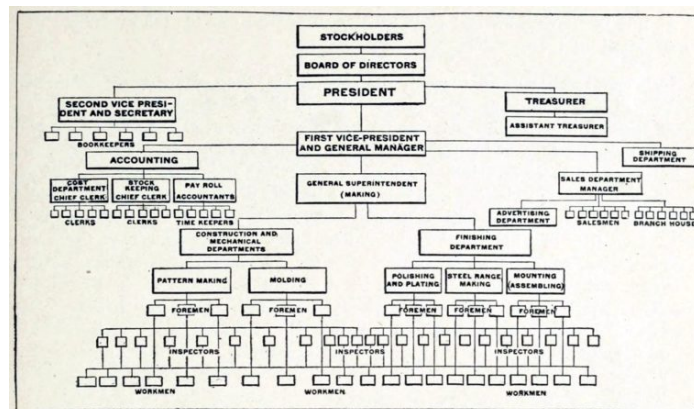 STOCKHOLDERS
BOARD OF DIRECTORS
PRESIDENT
SECOND VICE PRESI-
DENT AND SECRETARY
TREASURER
BOOKKEEPERS
ASSISTANT TREASURER
FIRST VICE-PRESIDENT
AND GENERAL MANAGER
SHIPPING
DEPARTMENT
ACCOUNTING
COST
DEPARTMENT
CHIEF CLERK
STOCK
KEEPING
CHIEF CLERK
PAY ROLL
ACCOUNTANTS
GENERAL SUPERINTENDENT
(MAKING)
SALES DEPARTMENT
MANAGER
CLERKS
CLERKS
TIME KEEPERS
ADVERTISING
DEPARTMENT
SALESMEN
BRANCH HOUSE
CONSTRUCTION AND
MECHANICAL
DEPARTMENTS
FINISHING
DEPARTMENT
PATTERN MAKING
MOLDING
POLISHING
AND PLATING
STEEL RANGE
MAKING
MOUNTING
(ASSEMBLING)
FOREMEN
FOREMEN
FOREMEN
FOREMEN
FOREMEN
INSPECTORS
INSPECTORS
INSPECTORS
WORKMEN
WORKMEN
WORKMEN